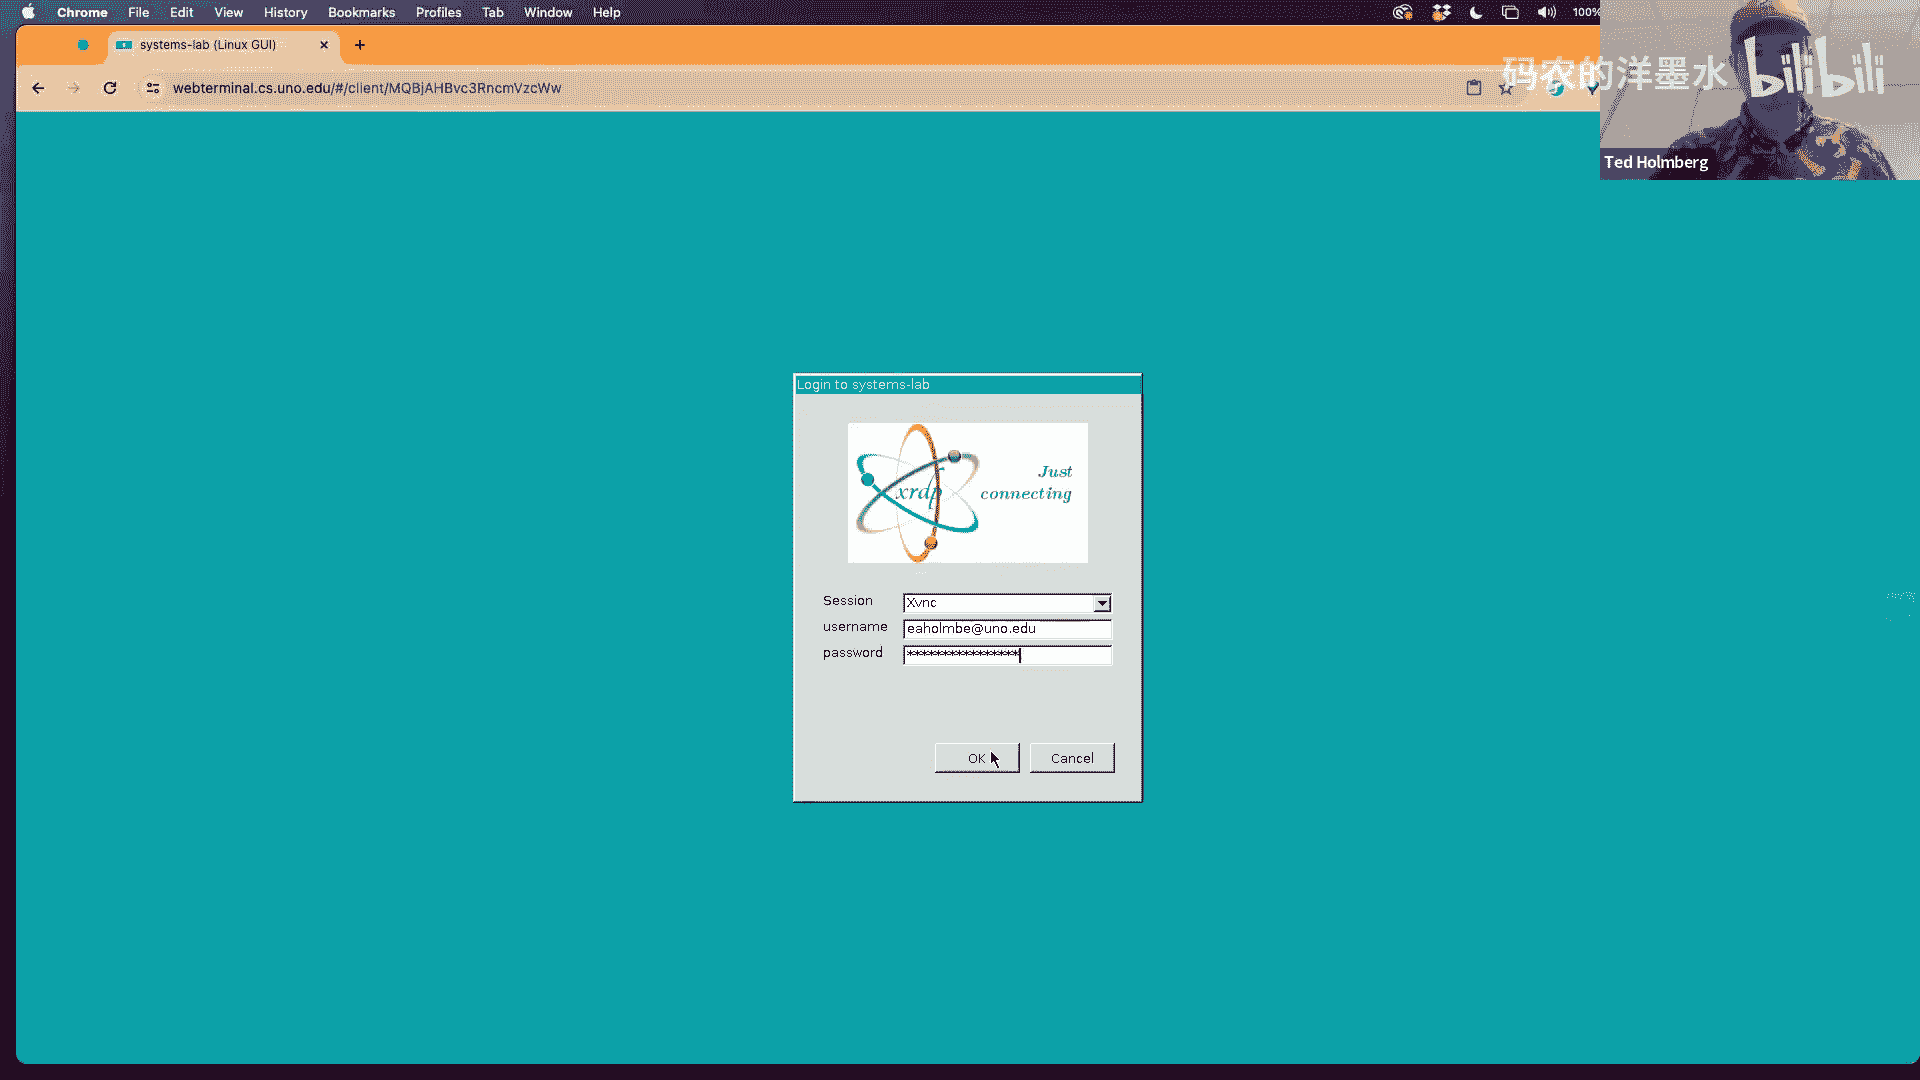 Chrome File Edit View History Bookmarks Profiles Tab Window Help 100%
systems-lab (Linux GUI)
webterminal.cs.uno.edu/#/client/MQBjAHBvc3RncmVzcWw
码农的洋墨水 bilibili
Ted Holmberg
Login to systems-lab
xrdp
Just
connecting
Session Xvnc
username eaholmbe@uno.edu
password ****************
OK Cancel